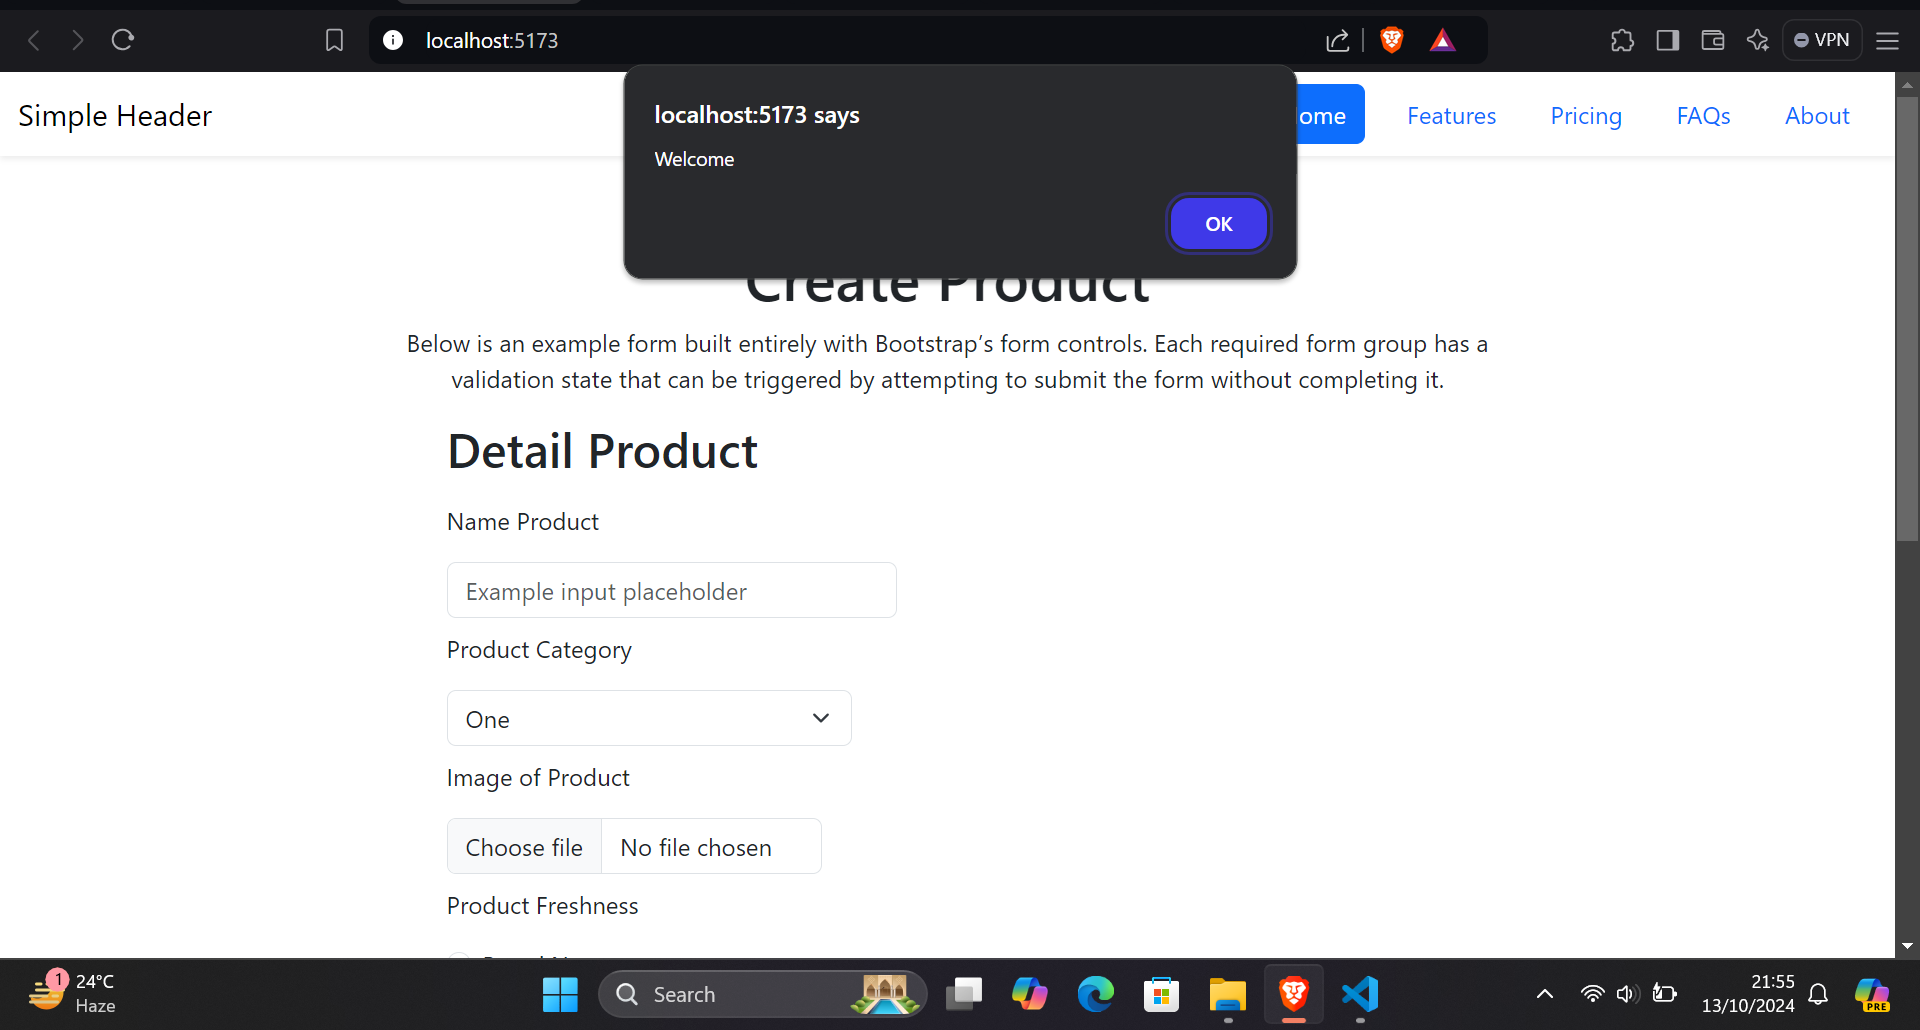 localhost:5173
VPN
Simple Header
ome
Features
Pricing
FAQs
About
localhost:5173 says
Welcome
OK
Create Product
Below is an example form built entirely with Bootstrap’s form controls. Each required form group has a
validation state that can be triggered by attempting to submit the form without completing it.
Detail Product
Name Product
Example input placeholder
Product Category
One
Image of Product
Choose file
No file chosen
Product Freshness
1
24°C
Haze
Search
21:55
13/10/2024
PRE